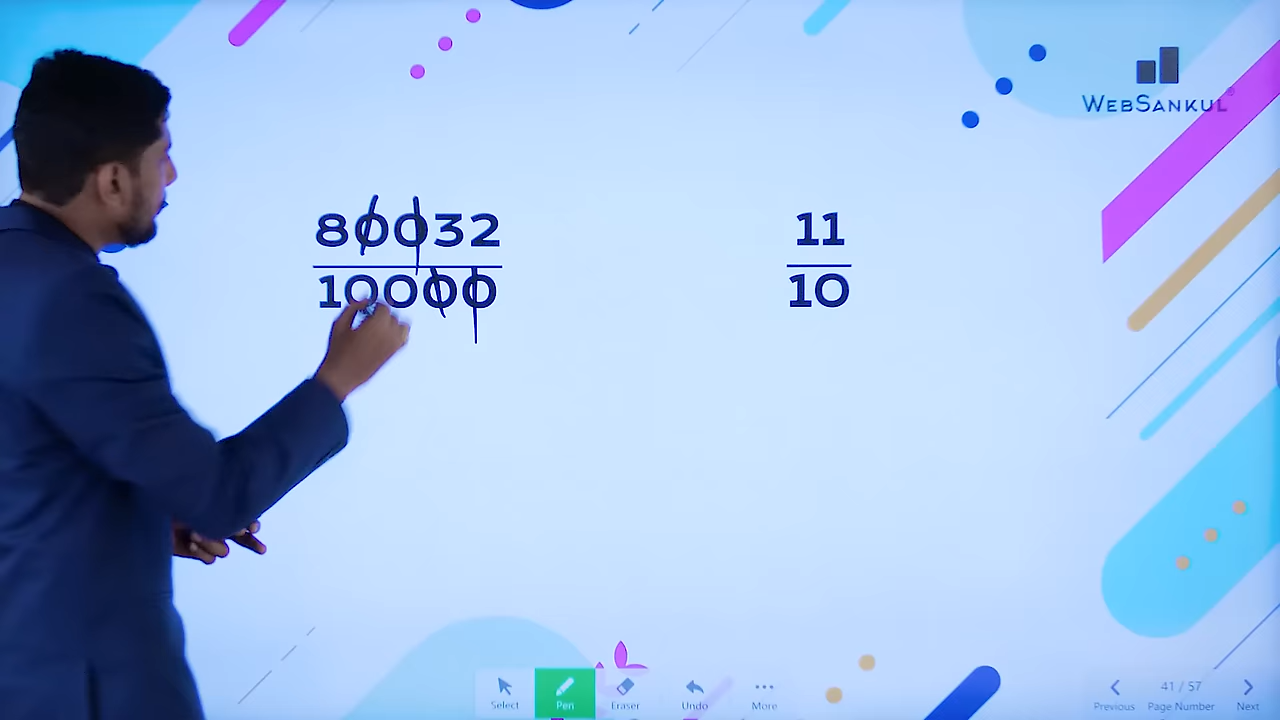 WEBSANKUL
80032
10000
11
10
Select
Pen
Eraser
Undo
More
41 / 57
Previous
Page Number
Next